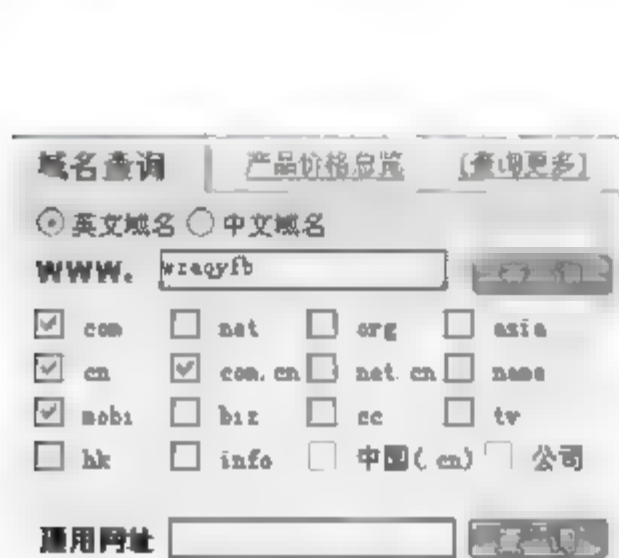 域名查询 产品价格总览 [查询更多]
英文域名 中文域名
www. wraqyfb
com net org asia
cn com.cn net.cn name
mobi biz cc tv
hk info 中国(cn) 公司
通用网址